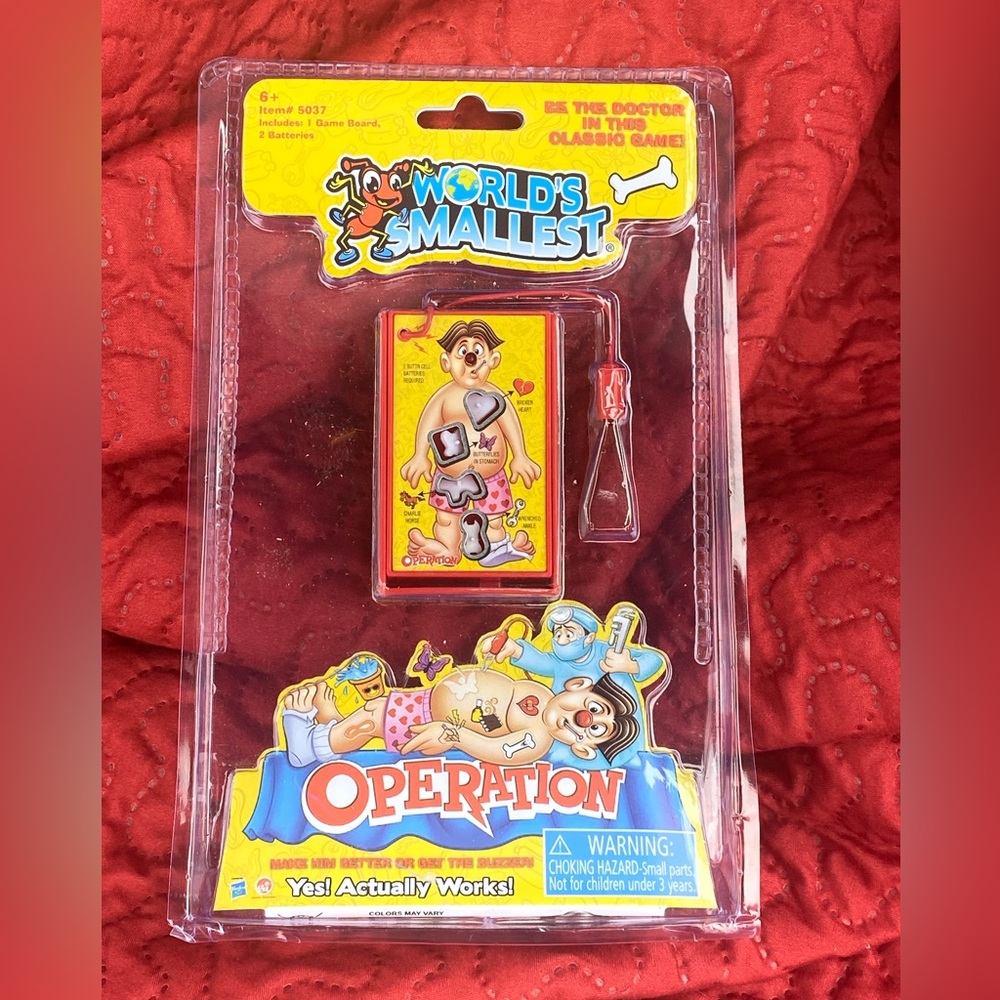 6+
Item# 5037
Includes: 1 Game Board,
2 Batteries
BE THE DOCTOR
IN THIS
CLASSIC GAME!
WORLD'S
SMALLEST®
BATTERIES
REQUIRED
BROKEN
HEART
BUTTERFLIES
IN STOMACH
CHARLIE
HORSE
WRENCHED
ANKLE
OPERATION
OPERATION
MAKE HIM BETTER OR GET THE BUZZER!
Yes! Actually Works!
WARNING:
CHOKING HAZARD-Small parts.
Not for children under 3 years.
COLORS MAY VARY